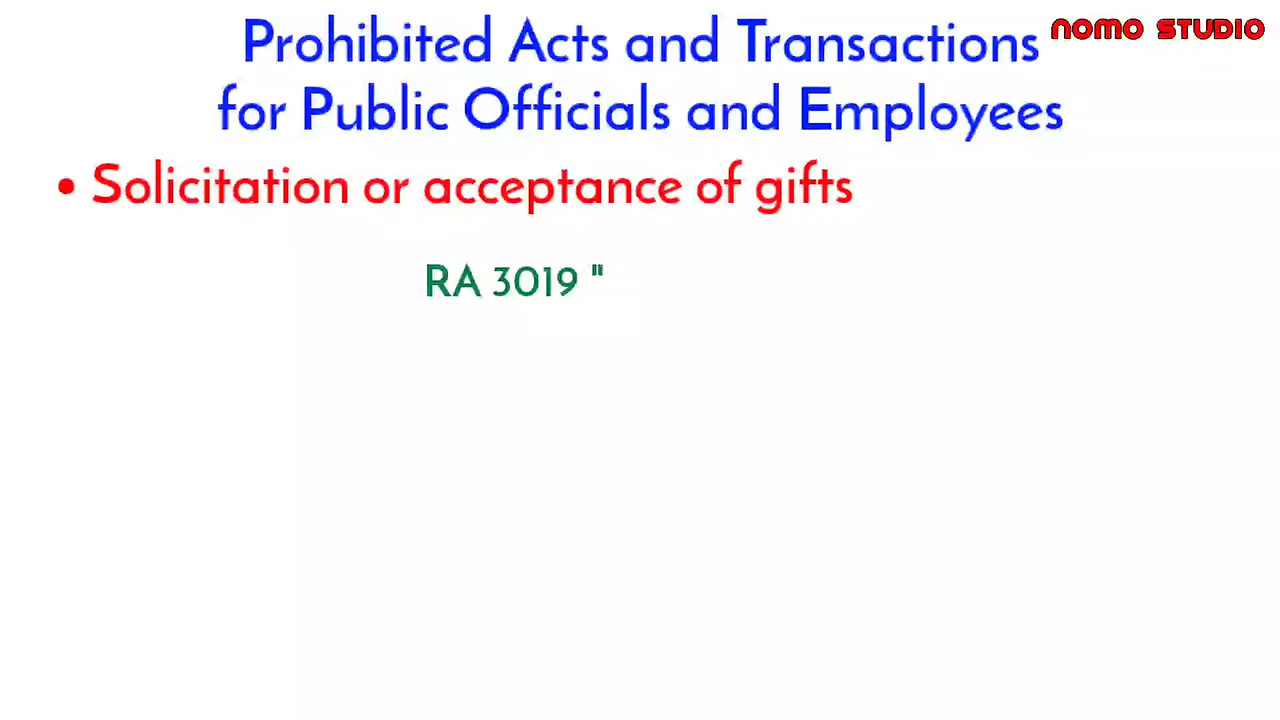 NOMO STUDIO
Prohibited Acts and Transactions
for Public Officials and Employees
• Solicitation or acceptance of gifts
RA 3019 "